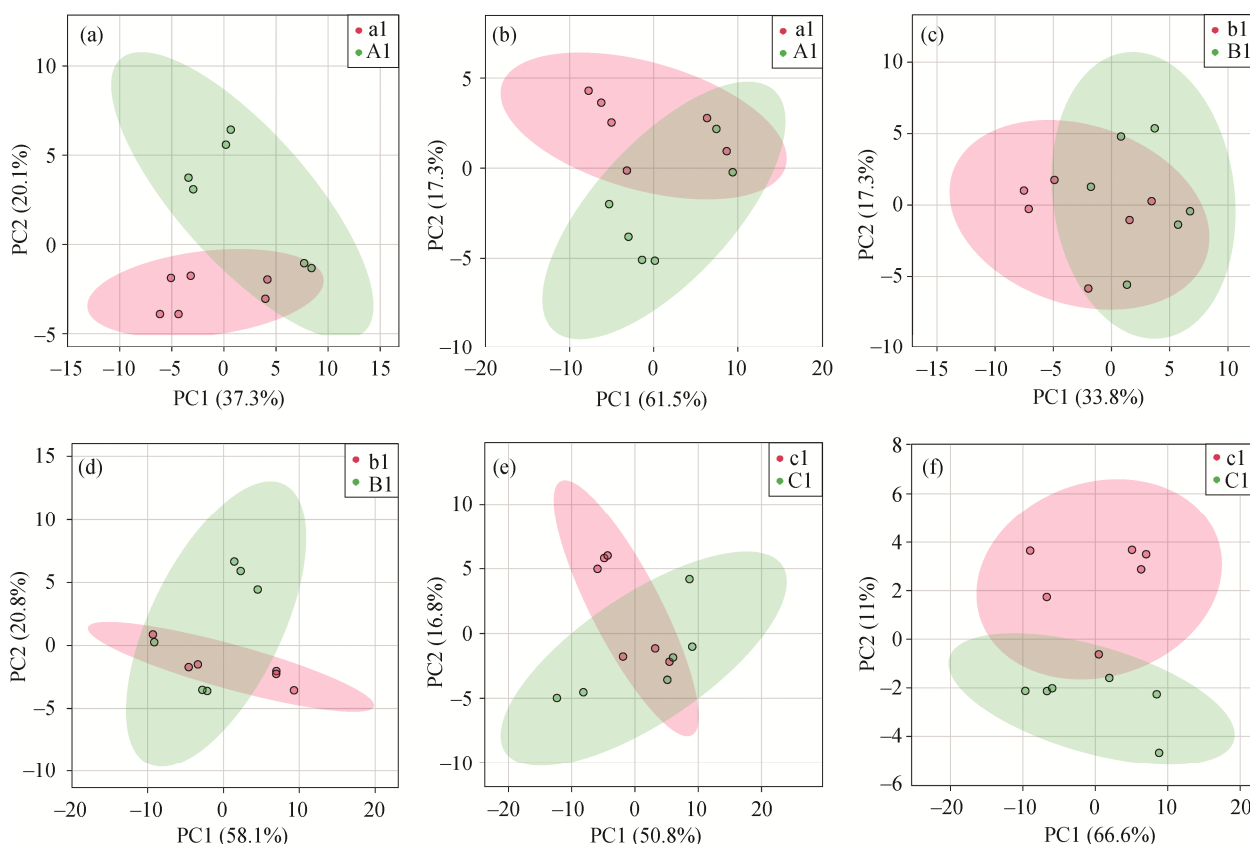 (a)
a1
A1
10
5
0
−5
−15
−10
−5
0
5
10
15
PC2 (20.1%)
PC1 (37.3%)
(b)
a1
A1
5
0
−5
−10
−20
−10
0
10
20
PC2 (17.3%)
PC1 (61.5%)
(c)
b1
B1
10
5
0
−5
−10
−15
−10
−5
0
5
10
PC2 (17.3%)
PC1 (33.8%)
(d)
b1
B1
15
10
5
0
−5
−10
−20
−10
0
10
20
PC2 (20.8%)
PC1 (58.1%)
(e)
c1
C1
10
5
0
−5
−10
−20
−10
0
10
20
PC2 (16.8%)
PC1 (50.8%)
(f)
c1
C1
8
6
4
2
0
−2
−4
−6
−20
−10
0
10
20
PC2 (11%)
PC1 (66.6%)